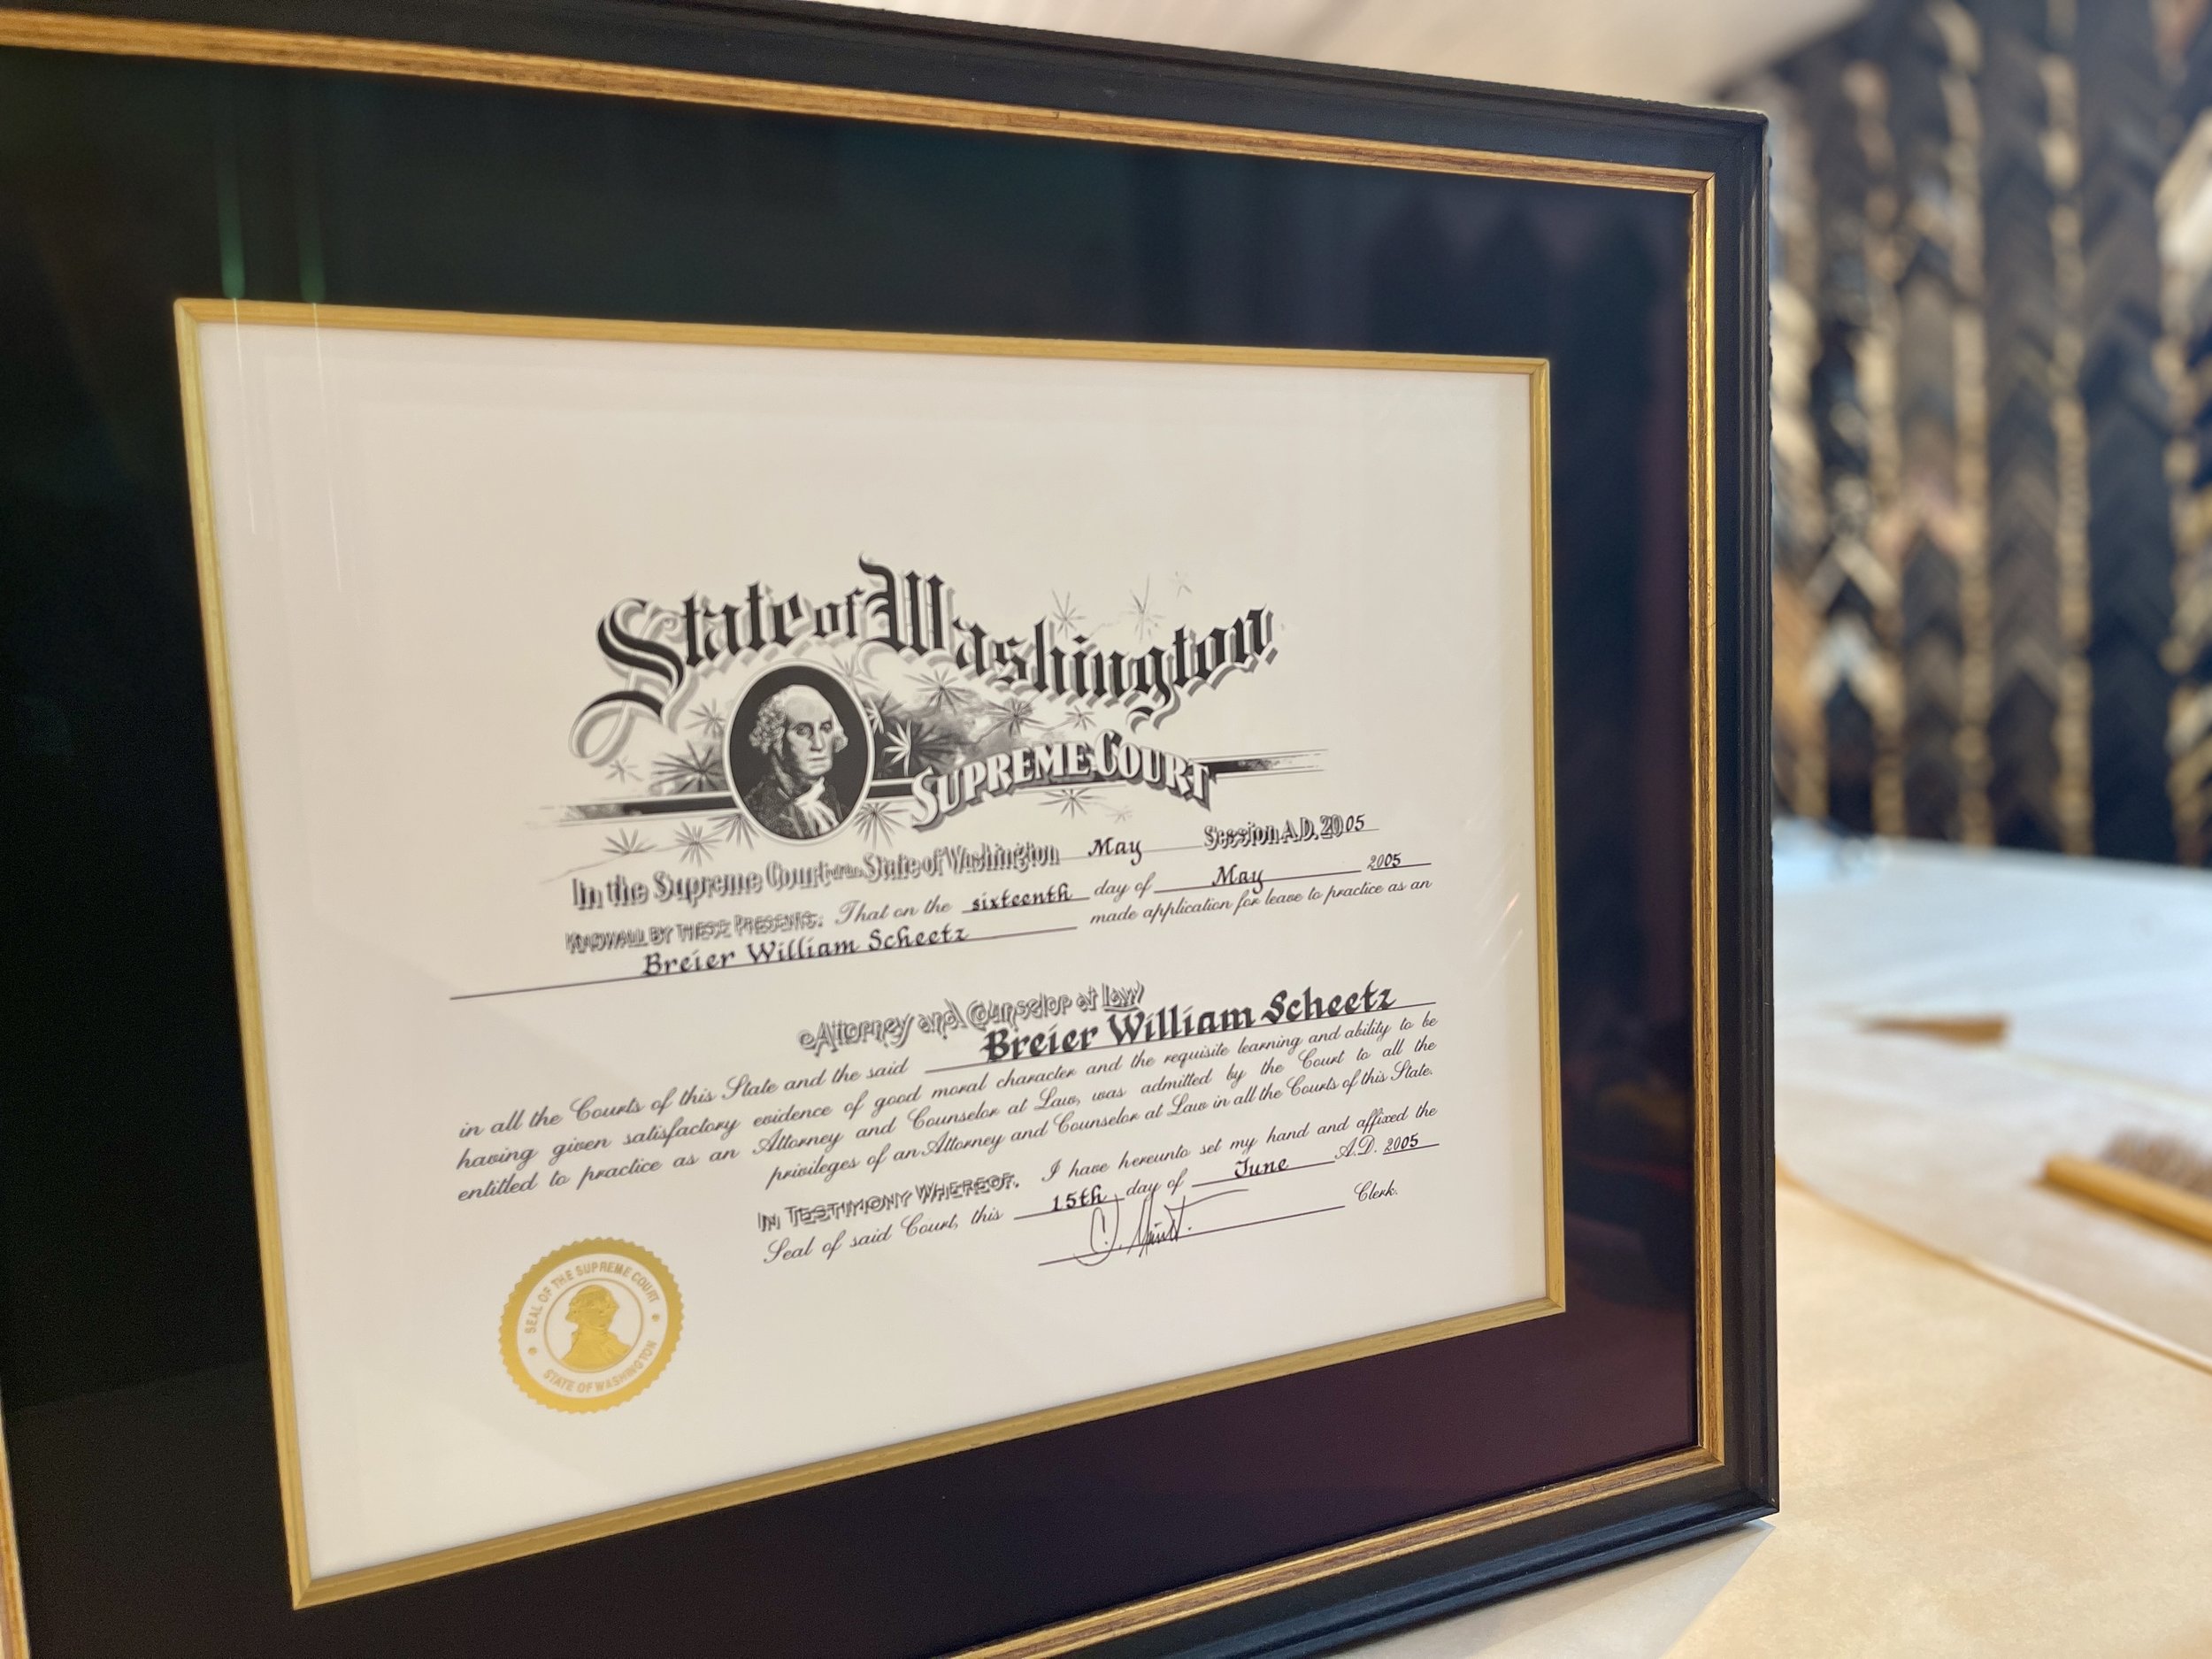 State of Washington
SUPREME COURT
In the Supreme Court of the State of Washington May Session A.D. 2005
KNOW ALL BY THESE PRESENTS, That on the sixteenth day of May 2005
Breier William Scheetz made application for leave to practice as an
Attorney and Counselor at Law
in all the Courts of this State and the said Breier William Scheetz
having given satisfactory evidence of good moral character and the requisite learning and ability to be
entitled to practice as an Attorney and Counselor at Law, was admitted by the Court to all the
privileges of an Attorney and Counselor at Law in all the Courts of this State.
IN TESTIMONY WHEREOF, I have hereunto set my hand and affixed the
Seal of said Court, this 15th day of June A.D. 2005
Clerk.
SEAL OF THE SUPREME COURT
STATE OF WASHINGTON